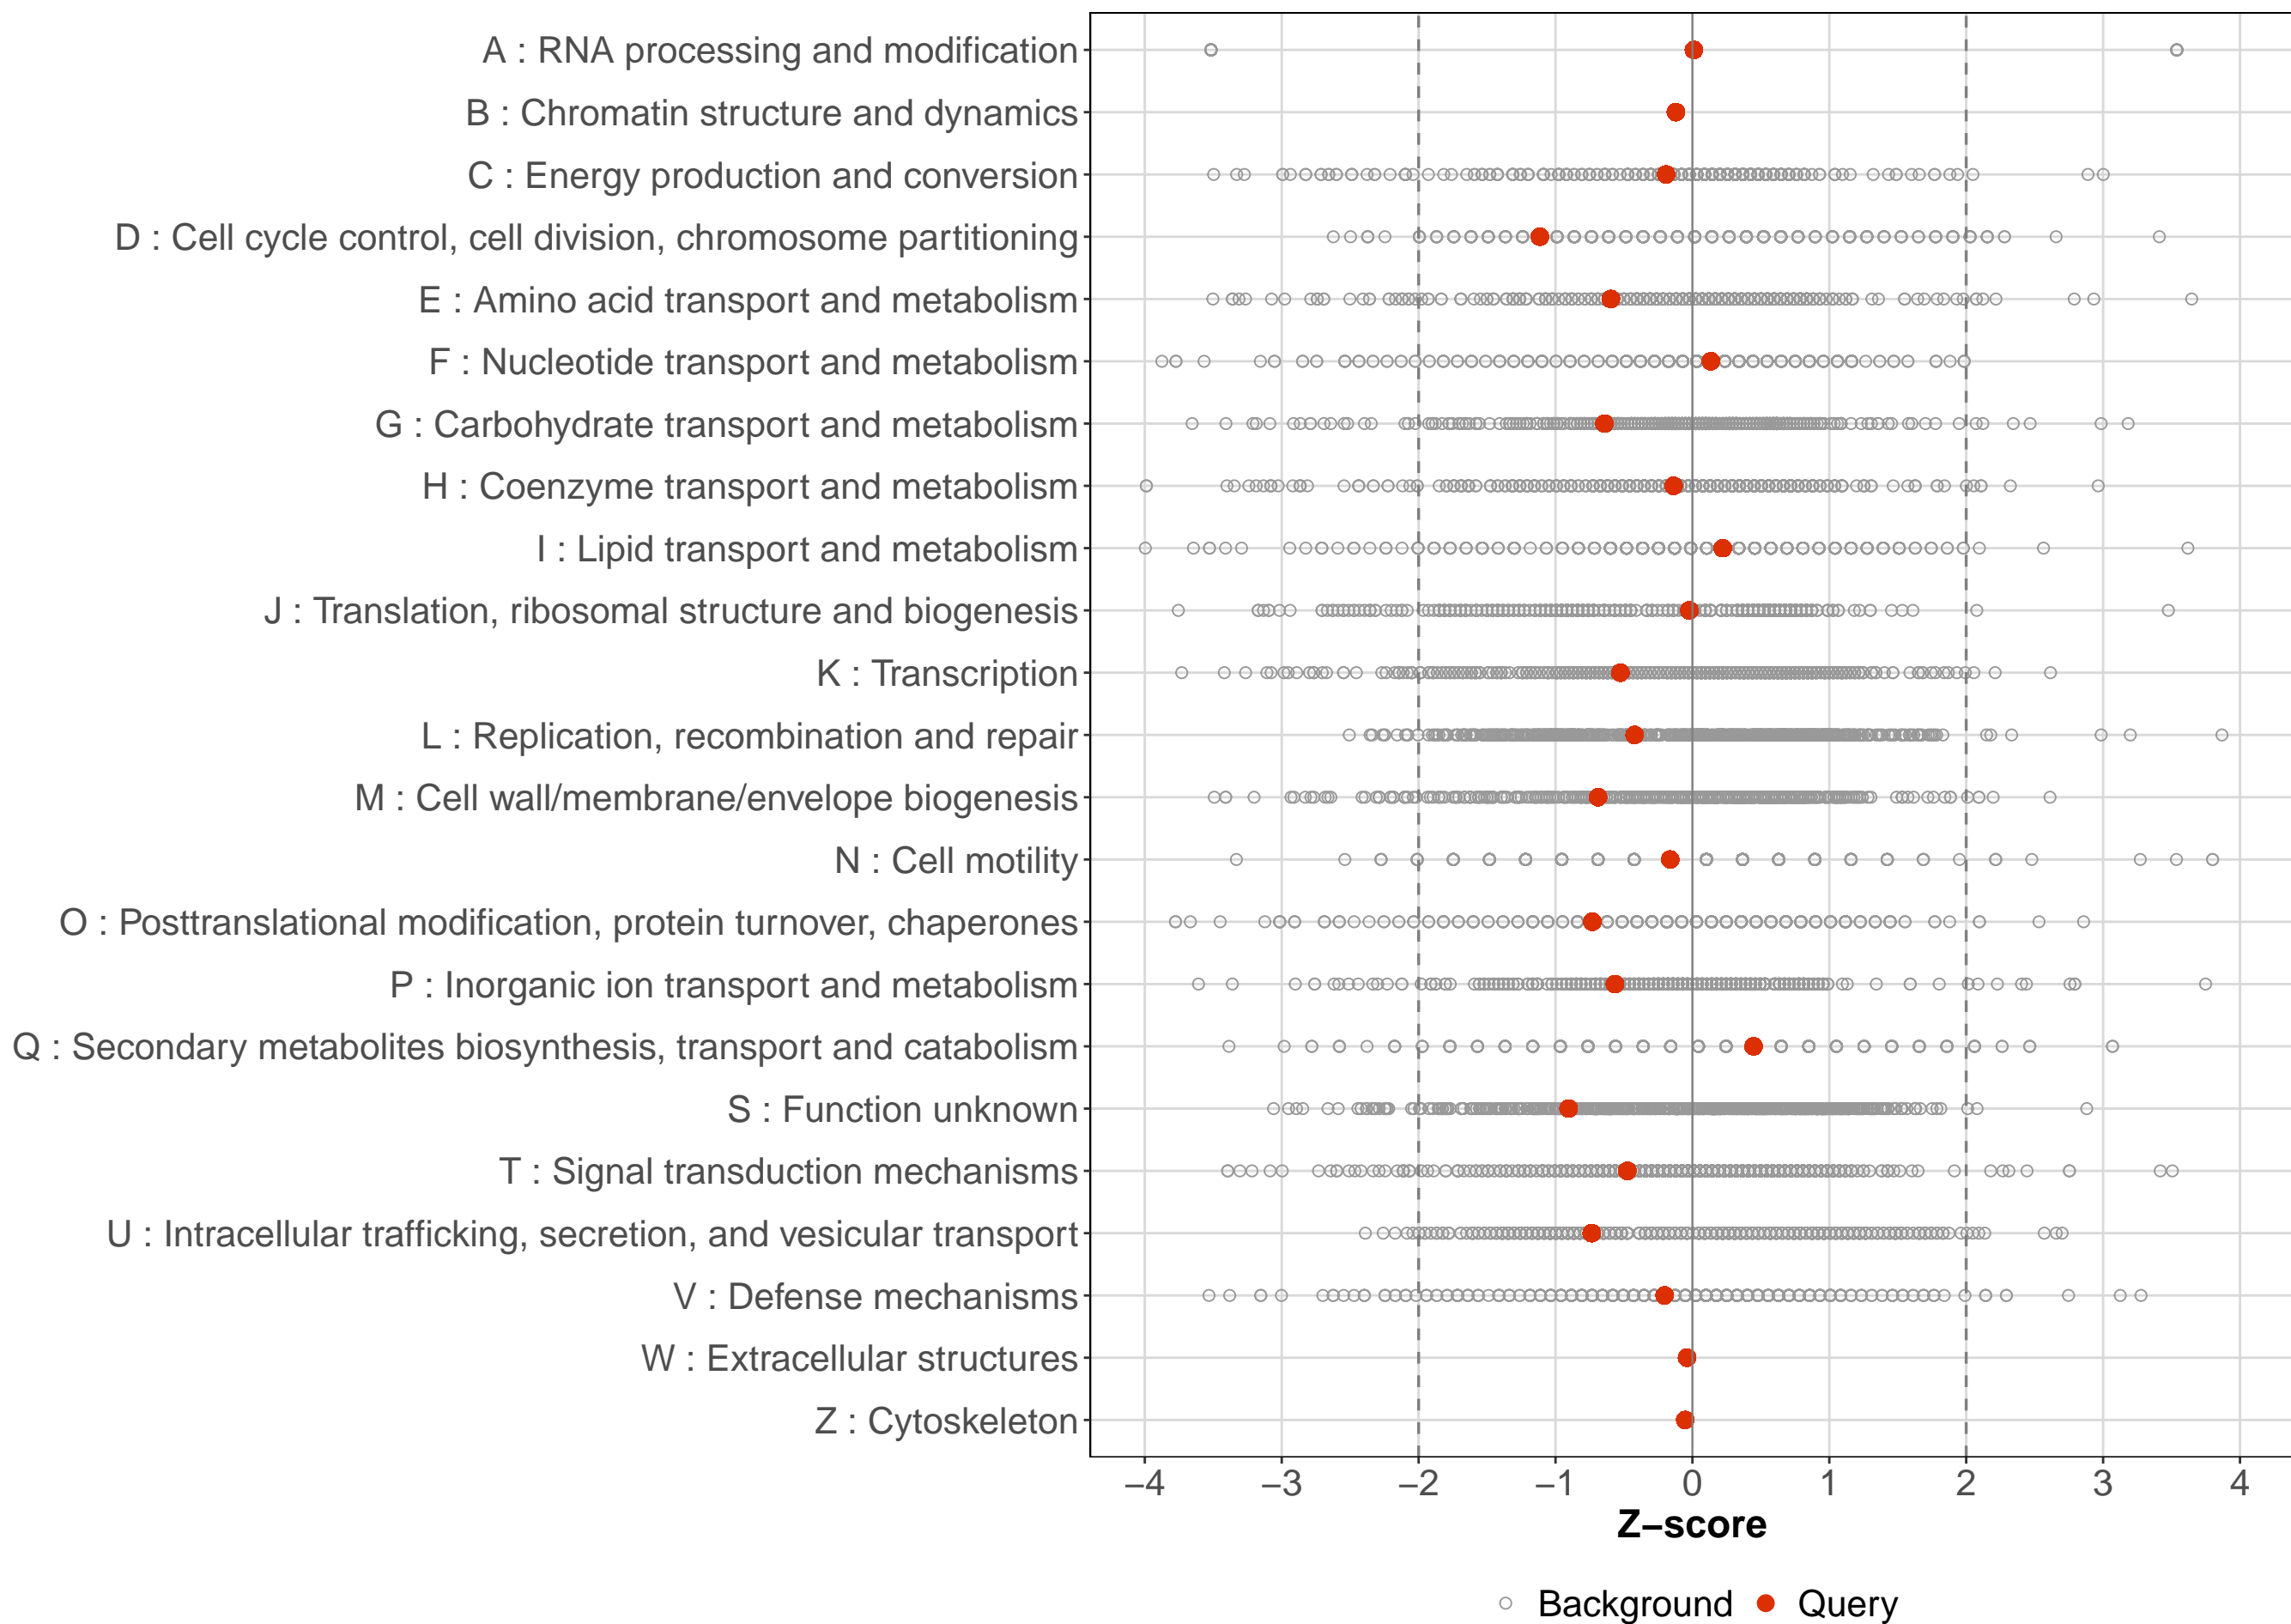 A : RNA processing and modification
B : Chromatin structure and dynamics
C : Energy production and conversion
D : Cell cycle control, cell division, chromosome partitioning
E : Amino acid transport and metabolism
F : Nucleotide transport and metabolism
G : Carbohydrate transport and metabolism
H : Coenzyme transport and metabolism
I : Lipid transport and metabolism
J : Translation, ribosomal structure and biogenesis
K : Transcription
L : Replication, recombination and repair
M : Cell wall/membrane/envelope biogenesis
N : Cell motility
O : Posttranslational modification, protein turnover, chaperones
P : Inorganic ion transport and metabolism
Q : Secondary metabolites biosynthesis, transport and catabolism
S : Function unknown
T : Signal transduction mechanisms
U : Intracellular trafficking, secretion, and vesicular transport
V : Defense mechanisms
W : Extracellular structures
Z : Cytoskeleton
−4 −3 −2 −1 0 1 2 3 4
Z−score
Background Query